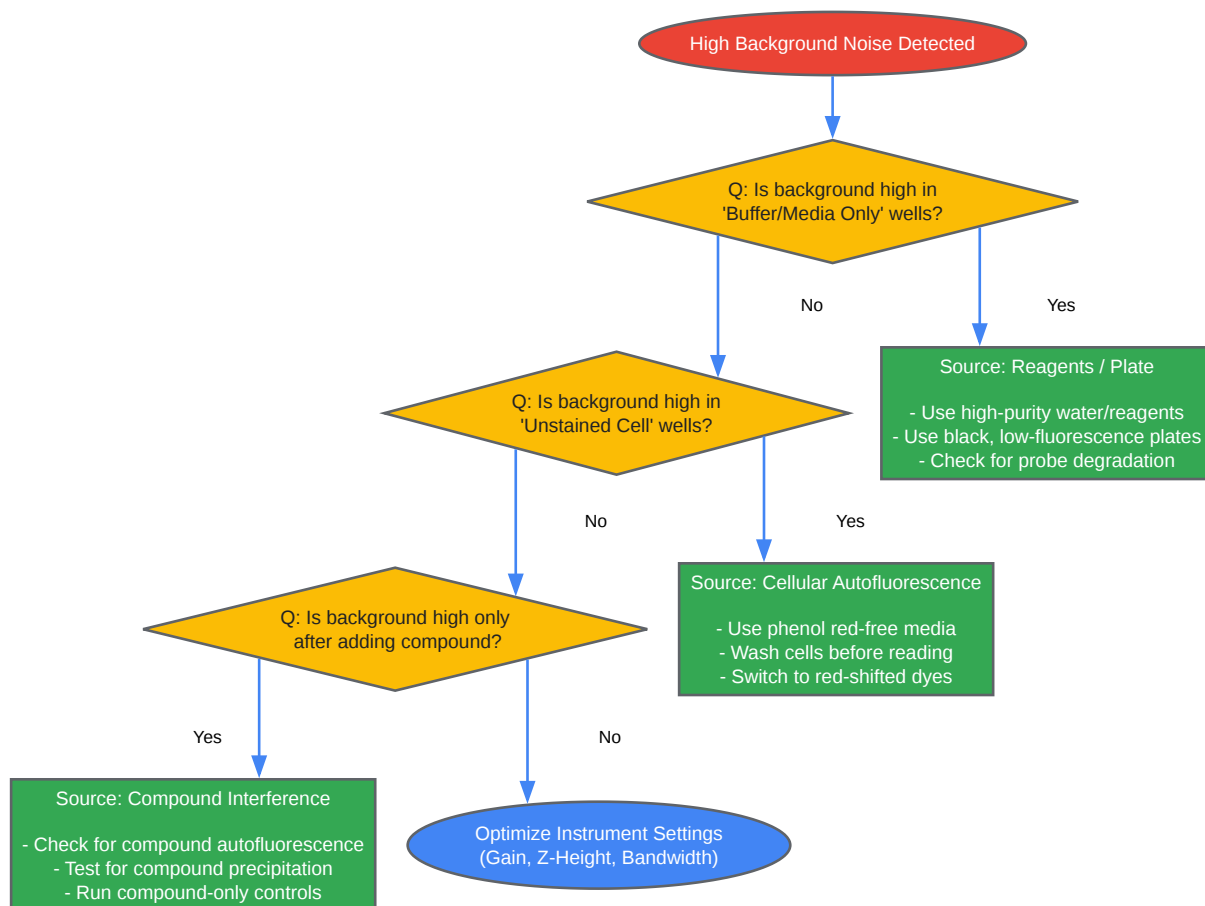 High Background Noise Detected
Q: Is background high in
'Buffer/Media Only' wells?
No
Yes
Source: Reagents / Plate
- Use high-purity water/reagents
- Use black, low-fluorescence plates
- Check for probe degradation
Q: Is background high in
'Unstained Cell' wells?
No
Yes
Source: Cellular Autofluorescence
- Use phenol red-free media
- Wash cells before reading
- Switch to red-shifted dyes
Q: Is background high only
after adding compound?
Yes
No
Source: Compound Interference
- Check for compound autofluorescence
- Test for compound precipitation
- Run compound-only controls
Optimize Instrument Settings
(Gain, Z-Height, Bandwidth)